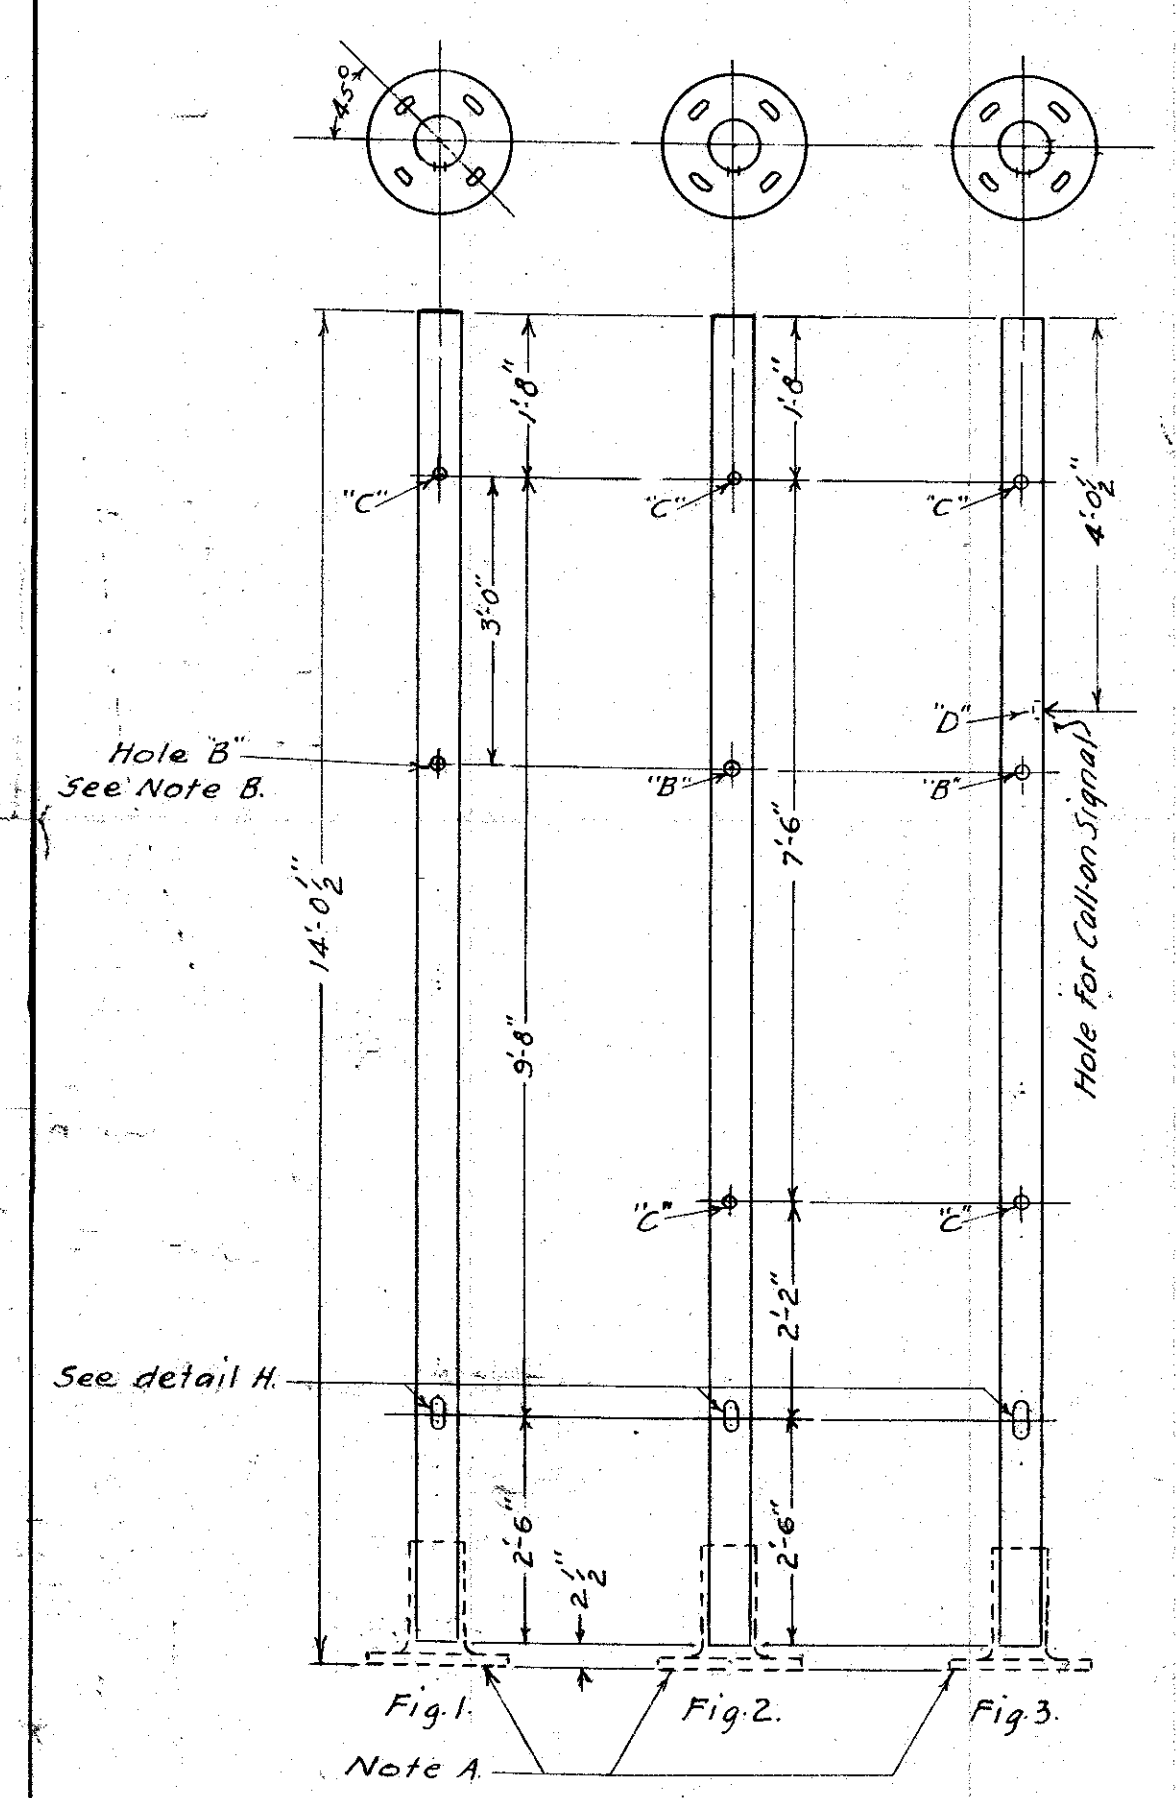 45°
1'-8"
1'-8"
"C"
"C"
"C"
4'-0½"
3'-0"
"D"
Hole "B"
See Note B.
"B"
"B"
7'-6"
Hole For Call-on Signal
14'-0½"
9'-8"
"C"
"C"
2'-2"
See detail H.
2'-6"
2½"
2'-6"
Fig.1.
Fig.2.
Fig.3.
Note A.